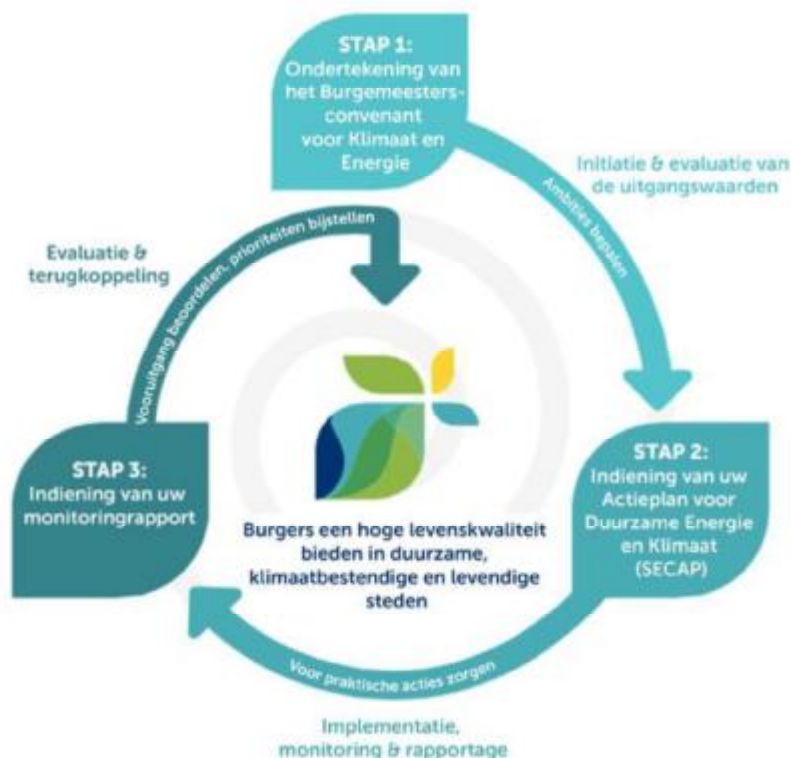 STAP 1:
Ondertekening van
het Burgemeesters-
convenant
voor Klimaat en
Energie
Initiatie & evaluatie van
de uitgangswaarden
Ambities bepalen
Evaluatie &
terugkoppeling
Vooruitgang beoordelen, prioriteiten bijstellen
STAP 3:
Indiening van uw
monitoringrapport
STAP 2:
Indiening van uw
Actieplan voor
Duurzame Energie
en Klimaat
(SECAP)
Burgers een hoge levenskwaliteit
bieden in duurzame,
klimaatbestendige en levendige
steden
Voor praktische acties zorgen
Implementatie,
monitoring & rapportage